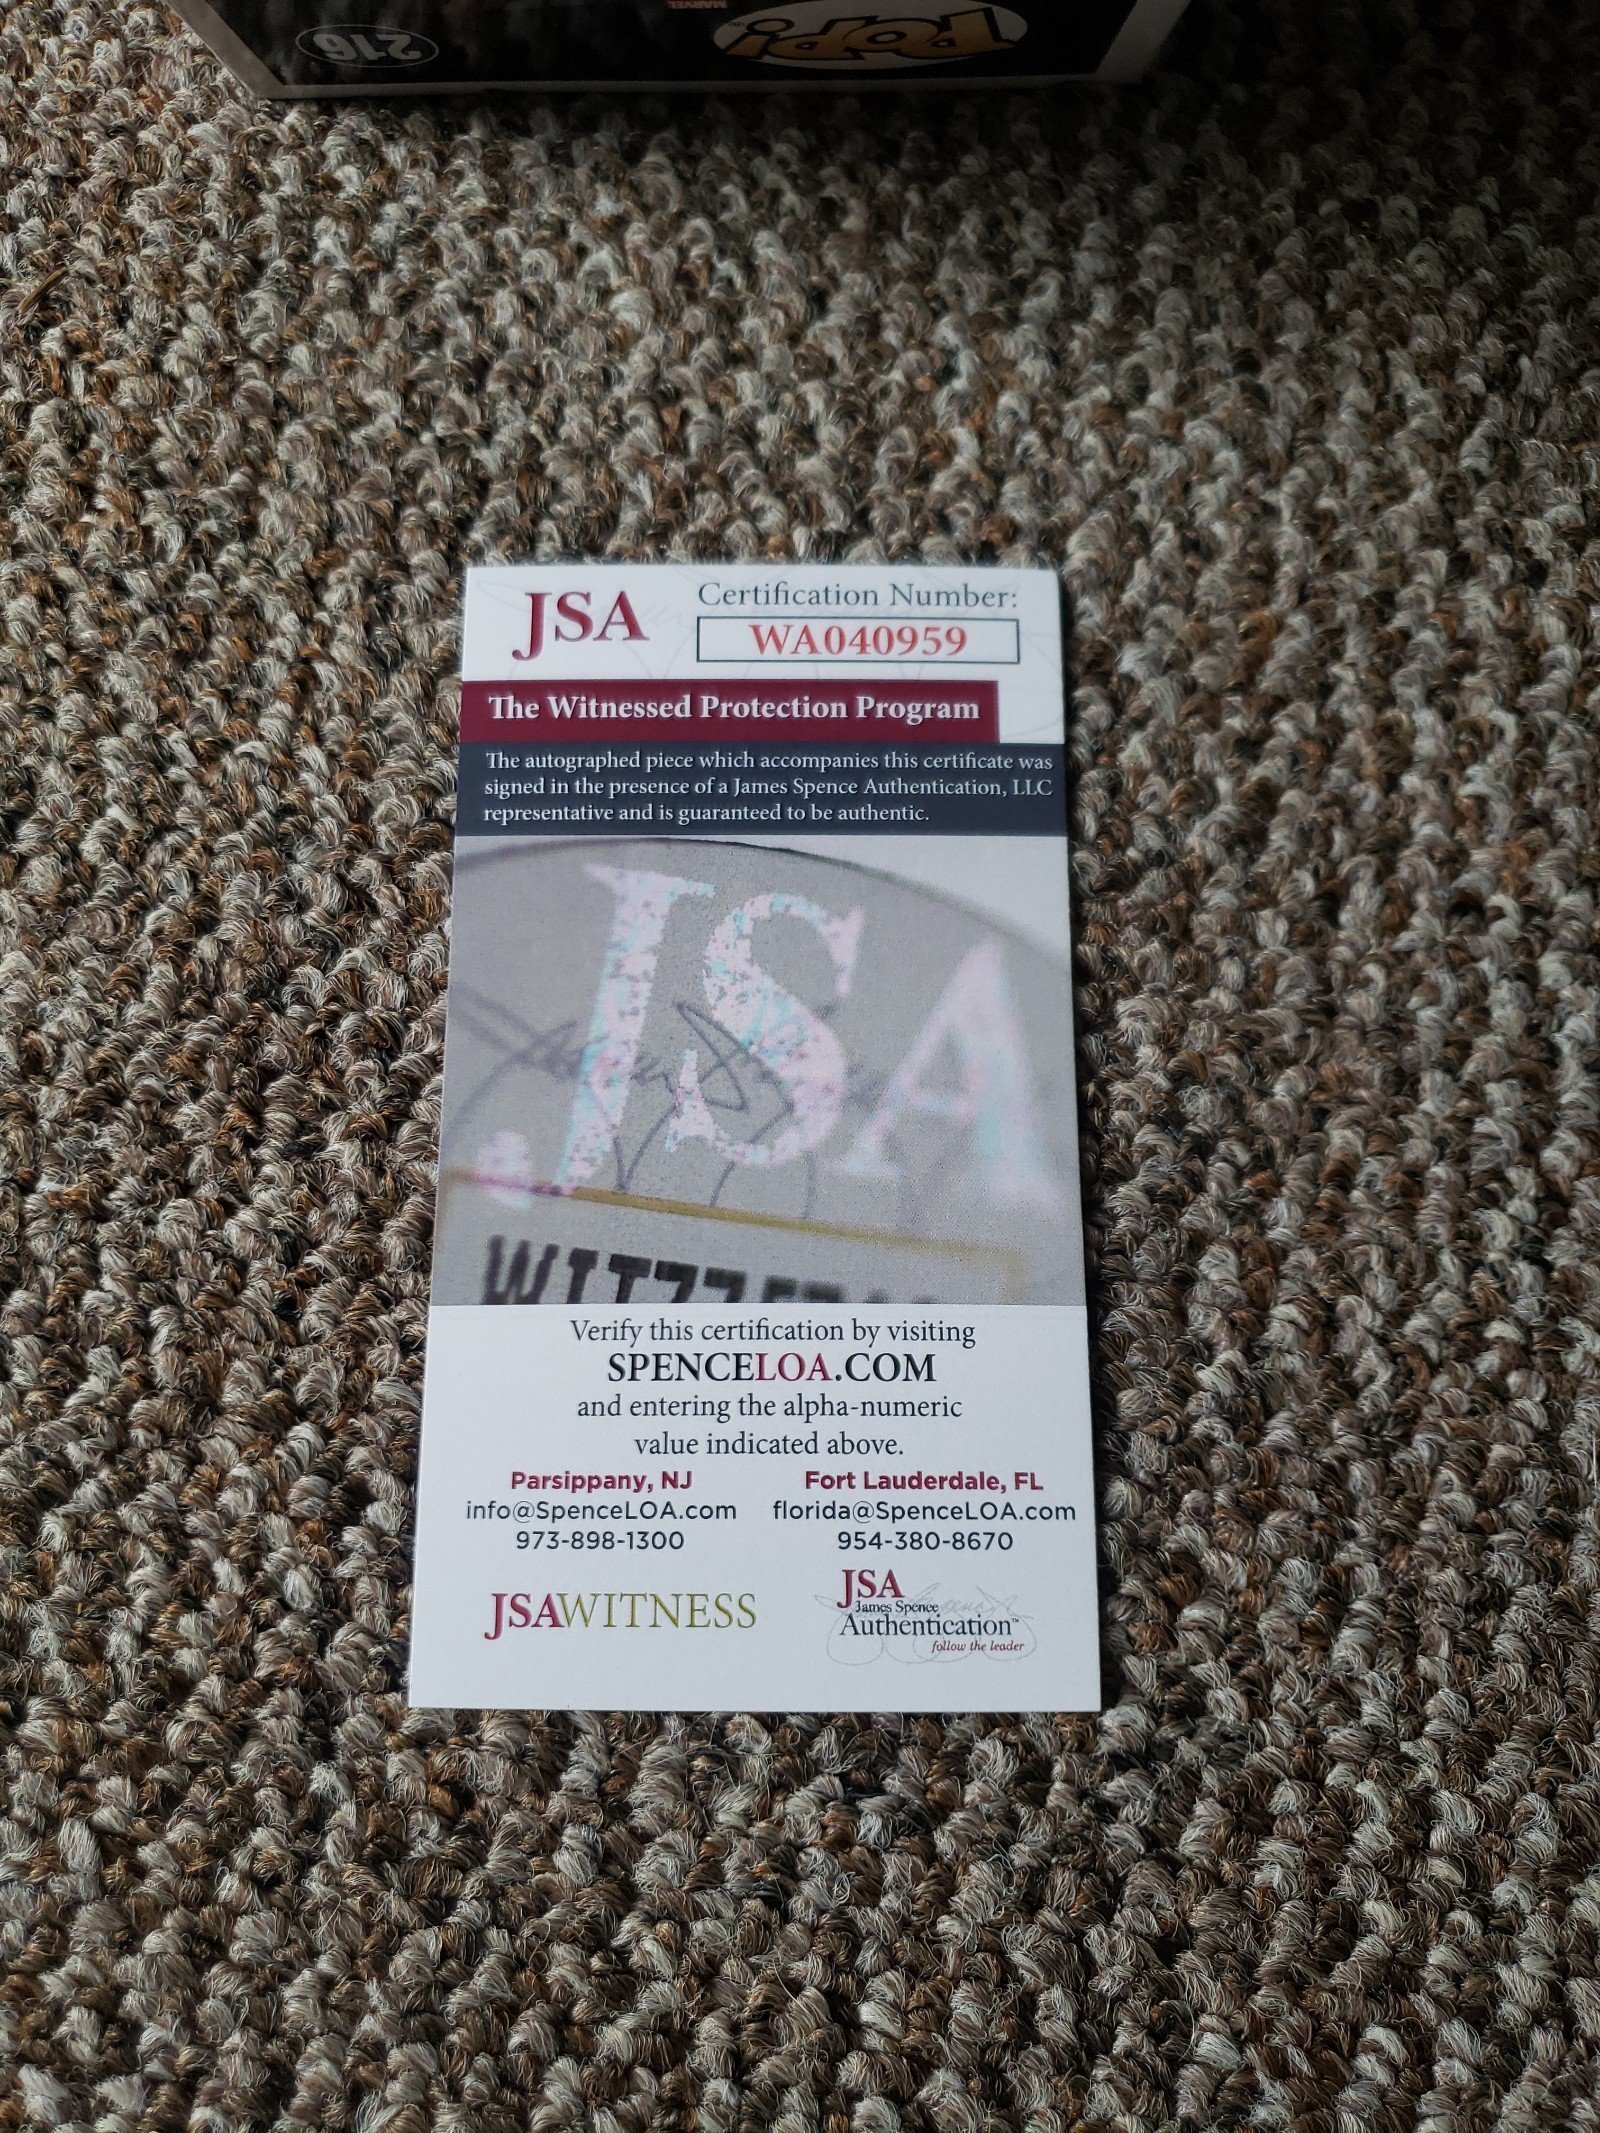 216
POP!
MARVEL
JSA
Certification Number:
WA040959
The Witnessed Protection Program
The autographed piece which accompanies this certificate was
signed in the presence of a James Spence Authentication, LLC
representative and is guaranteed to be authentic.
JSA
Verify this certification by visiting
SPENCELOA.COM
and entering the alpha-numeric
value indicated above.
Parsippany, NJ
info@SpenceLOA.com
973-898-1300
Fort Lauderdale, FL
florida@SpenceLOA.com
954-380-8670
JSAWITNESS
JSA
James Spence
Authentication™
follow the leader